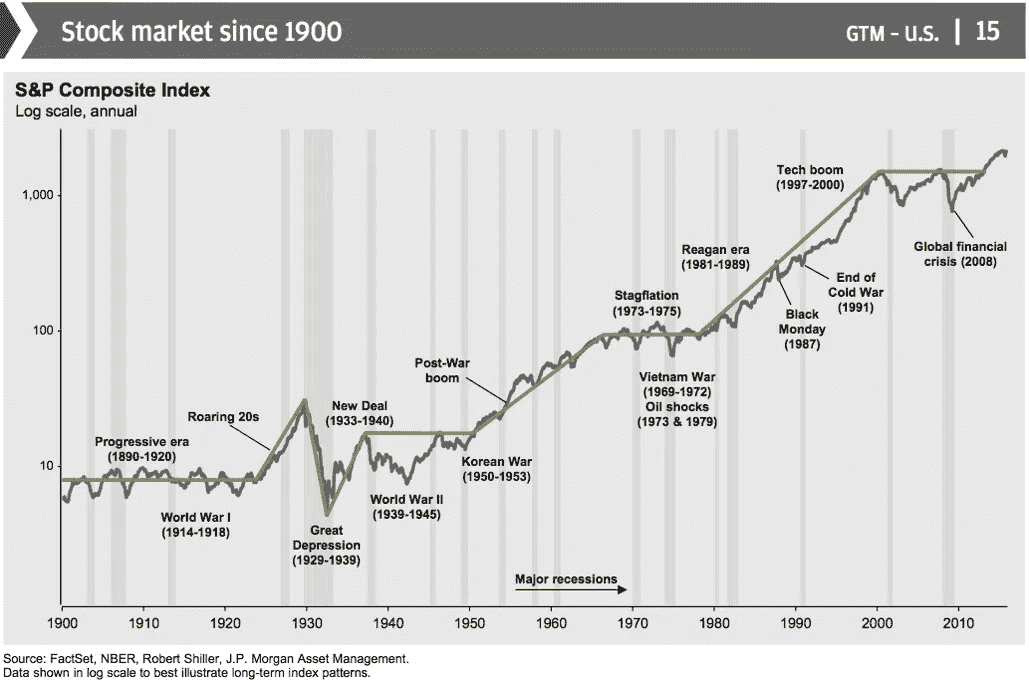 Stock market since 1900
GTM – U.S. | 15
S&P Composite Index
Log scale, annual
1,000
100
10
Progressive era
(1890-1920)
World War I
(1914-1918)
Roaring 20s
Great
Depression
(1929-1939)
New Deal
(1933-1940)
World War II
(1939-1945)
Post-War
boom
Korean War
(1950-1953)
Stagflation
(1973-1975)
Vietnam War
(1969-1972)
Oil shocks
(1973 & 1979)
Reagan era
(1981-1989)
Tech boom
(1997-2000)
Black
Monday
(1987)
End of
Cold War
(1991)
Global financial
crisis (2008)
Major recessions
1900
1910
1920
1930
1940
1950
1960
1970
1980
1990
2000
2010
Source: FactSet, NBER, Robert Shiller, J.P. Morgan Asset Management.
Data shown in log scale to best illustrate long-term index patterns.